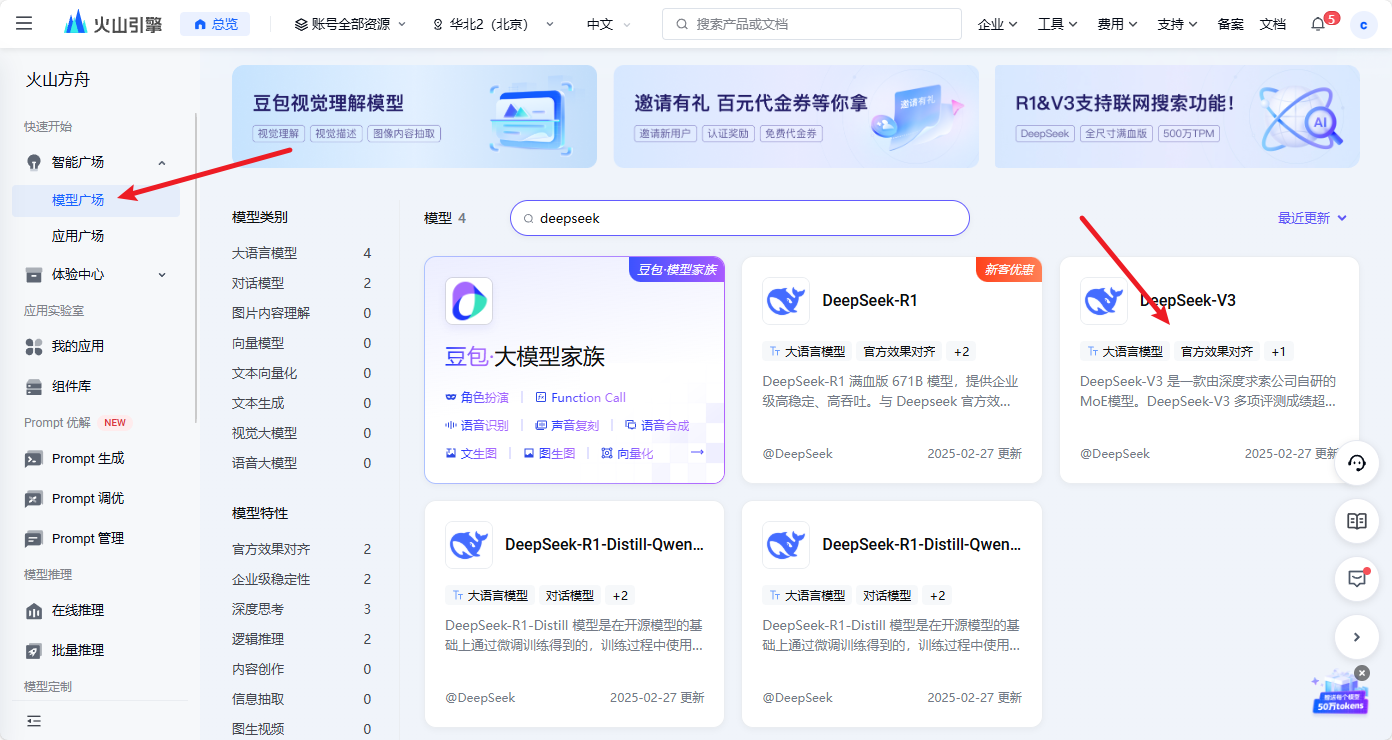 火山引擎
总览
账号全部资源
华北2（北京）
中文
搜索产品或文档
企业
工具
费用
支持
备案
文档
5
c
火山方舟
快速开始
智能广场
模型广场
应用广场
体验中心
应用实验室
我的应用
组件库
Prompt 优解 NEW
Prompt 生成
Prompt 调优
Prompt 管理
模型推理
在线推理
批量推理
模型定制
豆包视觉理解模型
视觉理解 视觉描述 图像内容抽取
邀请有礼 百元代金券等你拿
邀请新用户 认证奖励 免费代金券
邀请有礼
R1&V3支持联网搜索功能！
DeepSeek 全尺寸满血版 500万TPM
AI
模型类别
大语言模型 4
对话模型 2
图片内容理解 0
向量模型 0
文本向量化 0
文本生成 0
视觉大模型 0
语音大模型 0
模型特性
官方效果对齐 2
企业级稳定性 2
深度思考 3
逻辑推理 2
内容创作 0
信息抽取 0
图生视频 0
模型 4
deepseek
最近更新
豆包·模型家族
豆包·大模型家族
角色扮演 Function Call
语音识别 声音复刻 语音合成
文生图 图生图 向量化
新客优惠
DeepSeek-R1
大语言模型 官方效果对齐 +2
DeepSeek-R1 满血版 671B 模型，提供企业
级高稳定、高吞吐。与 Deepseek 官方效...
@DeepSeek 2025-02-27 更新
DeepSeek-V3
大语言模型 官方效果对齐 +1
DeepSeek-V3 是一款由深度求索公司自研的
MoE模型。DeepSeek-V3 多项评测成绩超...
@DeepSeek 2025-02-27 更新
DeepSeek-R1-Distill-Qwen...
大语言模型 对话模型 +2
DeepSeek-R1-Distill 模型是在开源模型的基
础上通过微调训练得到的，训练过程中使用...
@DeepSeek 2025-02-27 更新
DeepSeek-R1-Distill-Qwen...
大语言模型 对话模型 +2
DeepSeek-R1-Distill 模型是在开源模型的基
础上通过微调训练得到的，训练过程中使用...
@DeepSeek 2025-02-27 更新
50万tokens